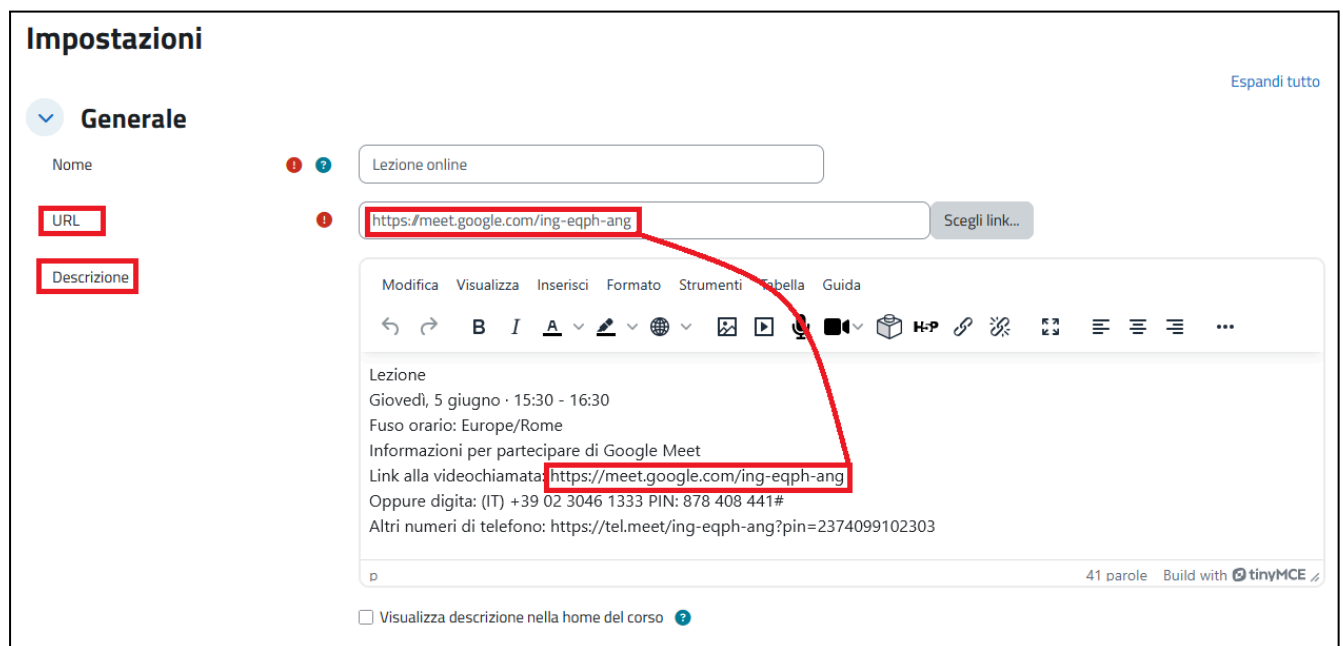 Impostazioni
Espandi tutto
Generale
Nome
Lezione online
URL
https://meet.google.com/ing-eqph-ang
Scegli link...
Descrizione
Modifica Visualizza Inserisci Formato Strumenti Tabella Guida
B I A H-P ...
Lezione
Giovedì, 5 giugno · 15:30 - 16:30
Fuso orario: Europe/Rome
Informazioni per partecipare di Google Meet
Link alla videochiamata: https://meet.google.com/ing-eqph-ang
Oppure digita: (IT) +39 02 3046 1333 PIN: 878 408 441#
Altri numeri di telefono: https://tel.meet/ing-eqph-ang?pin=2374099102303
p 41 parole Build with tinyMCE
Visualizza descrizione nella home del corso